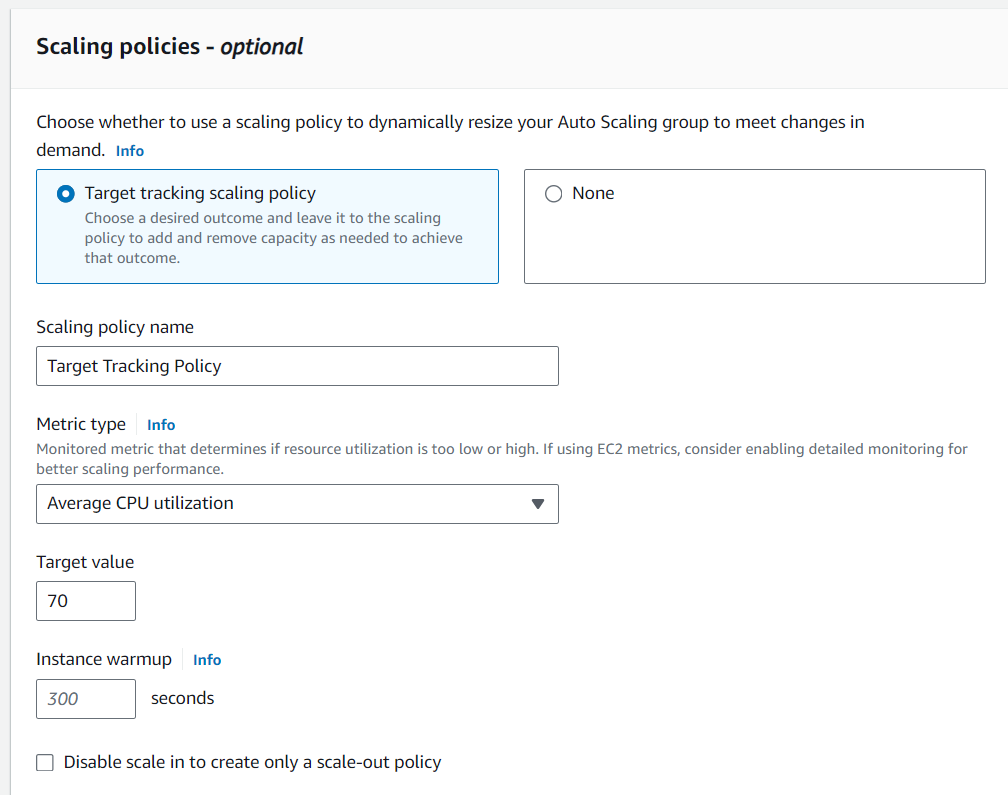 Scaling policies - optional
Choose whether to use a scaling policy to dynamically resize your Auto Scaling group to meet changes in
demand. Info
Target tracking scaling policy
Choose a desired outcome and leave it to the scaling
policy to add and remove capacity as needed to achieve
that outcome.
None
Scaling policy name
Target Tracking Policy
Metric type Info
Monitored metric that determines if resource utilization is too low or high. If using EC2 metrics, consider enabling detailed monitoring for
better scaling performance.
Average CPU utilization
Target value
70
Instance warmup Info
300 seconds
Disable scale in to create only a scale-out policy